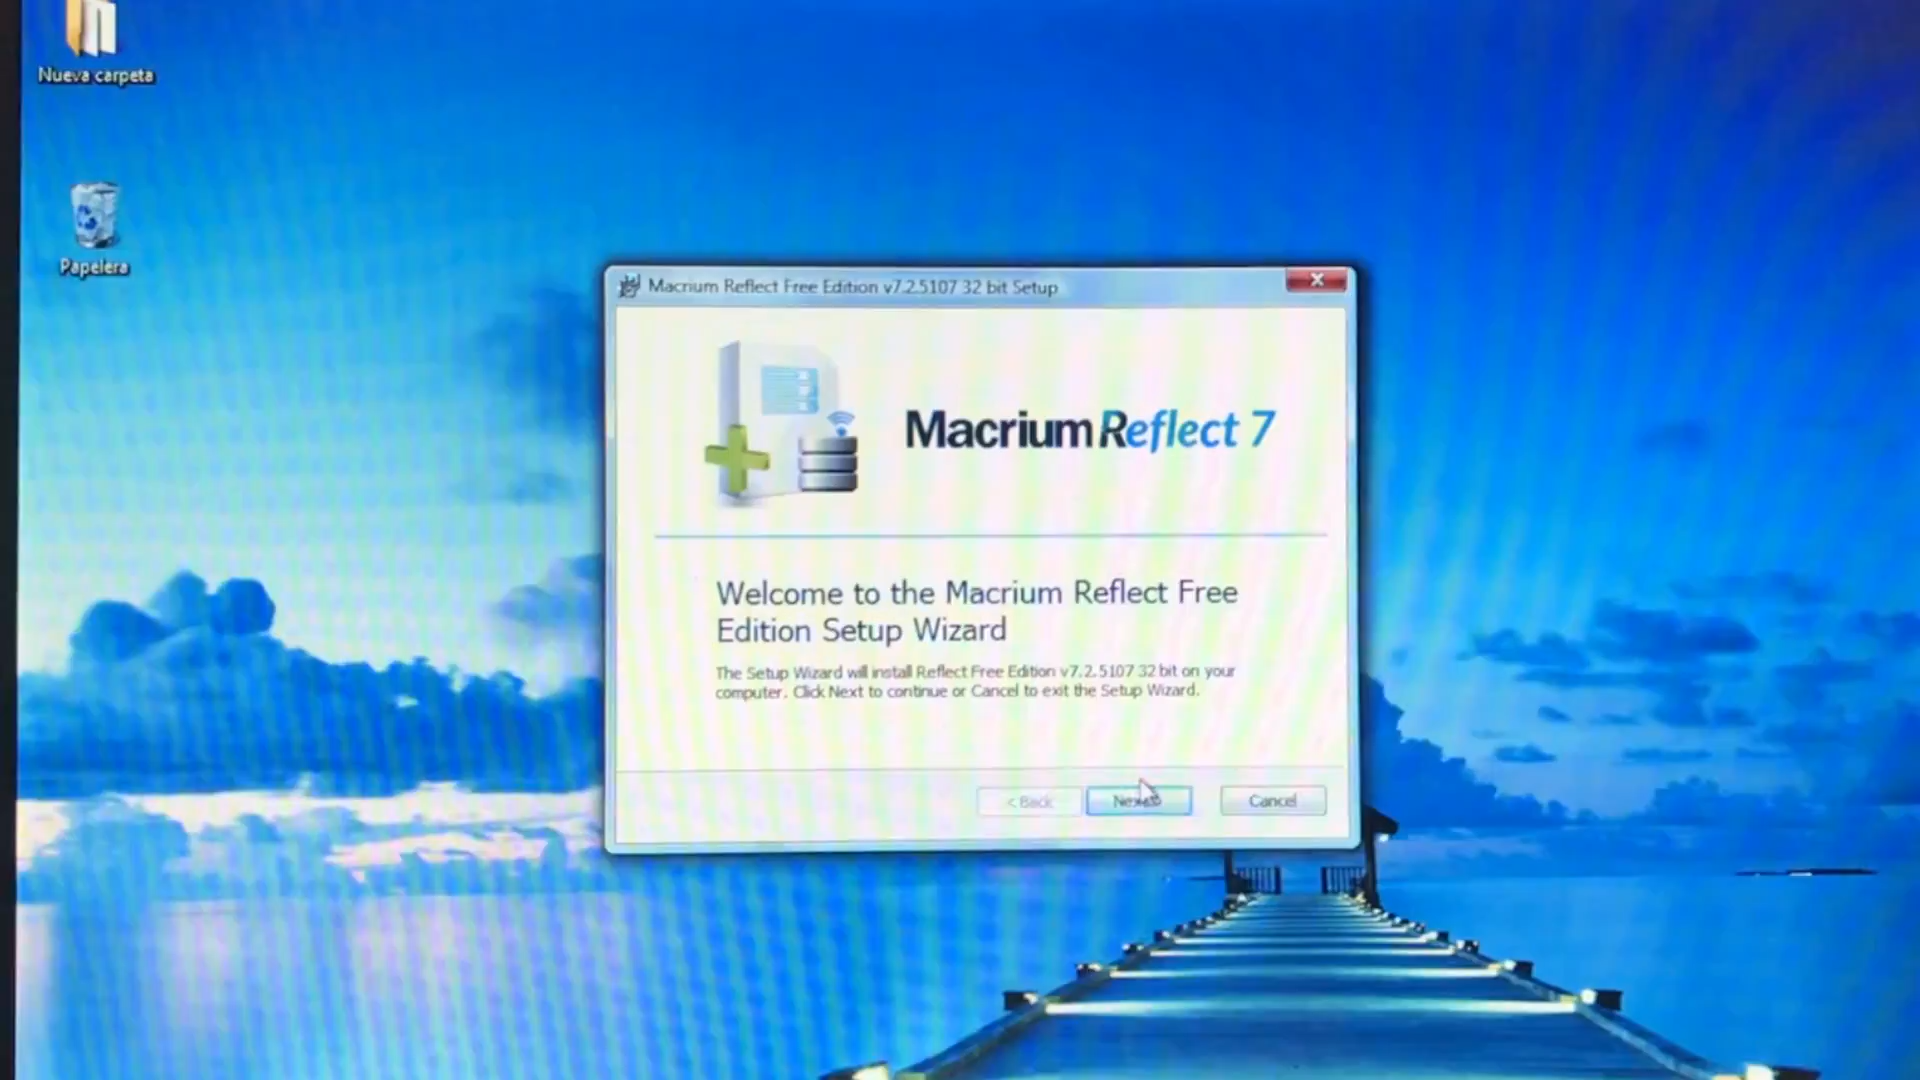 Nueva carpeta
Papelera
Macrium Reflect Free Edition v7.2.5107 32 bit Setup
Macrium Reflect 7
Welcome to the Macrium Reflect Free
Edition Setup Wizard
The Setup Wizard will install Reflect Free Edition v7.2.5107 32 bit on your
computer. Click Next to continue or Cancel to exit the Setup Wizard.
< Back
Cancel